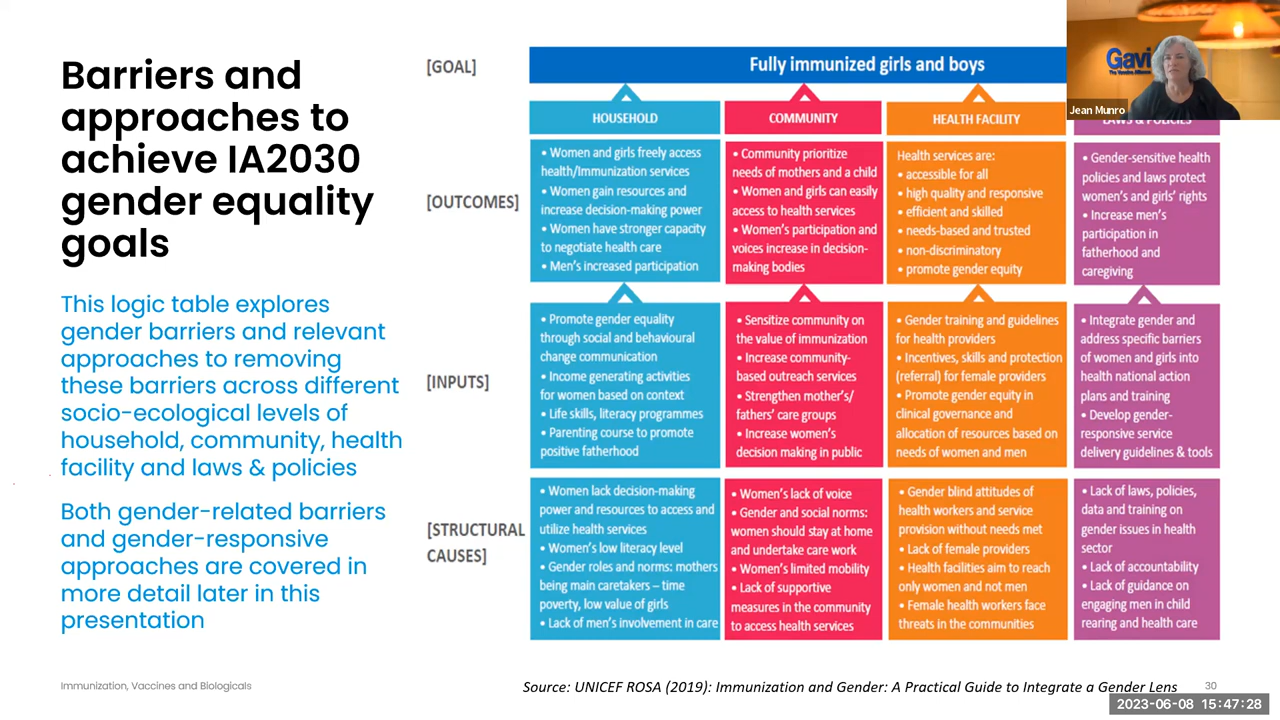 Barriers and
approaches to
achieve IA2030
gender equality
goals
This logic table explores
gender barriers and relevant
approaches to removing
these barriers across different
socio-ecological levels of
household, community, health
facility and laws & policies
Both gender-related barriers
and gender-responsive
approaches are covered in
more detail later in this
presentation
[GOAL]
Fully immunized girls and boys
HOUSEHOLD
COMMUNITY
HEALTH FACILITY
LAWS & POLICIES
[OUTCOMES]
• Women and girls freely access
health/Immunization services
• Women gain resources and
increase decision-making power
• Women have stronger capacity
to negotiate health care
• Men's increased participation
• Community prioritize
needs of mothers and a child
• Women and girls can easily
access to health services
• Women's participation and
voices increase in decision-
making bodies
Health services are:
• accessible for all
• high quality and responsive
• efficient and skilled
• needs-based and trusted
• non-discriminatory
• promote gender equity
• Gender-sensitive health
policies and laws protect
women's and girls' rights
• Increase men's
participation in
fatherhood and
caregiving
[INPUTS]
• Promote gender equality
through social and behavioural
change communication
• Income generating activities
for women based on context
• Life skills, literacy programmes
• Parenting course to promote
positive fatherhood
• Sensitize community on
the value of immunization
• Increase community-
based outreach services
• Strengthen mother's/
fathers' care groups
• Increase women's
decision making in public
• Gender training and guidelines
for health providers
• Incentives, skills and protection
(referral) for female providers
• Promote gender equity in
clinical governance and
allocation of resources based on
needs of women and men
• Integrate gender and
address specific barriers
of women and girls into
health national action
plans and training
• Develop gender-
responsive service
delivery guidelines & tools
[STRUCTURAL
CAUSES]
• Women lack decision-making
power and resources to access and
utilize health services
• Women's low literacy level
• Gender roles and norms: mothers
being main caretakers – time
poverty, low value of girls
• Lack of men's involvement in care
• Women's lack of voice
• Gender and social norms:
women should stay at home
and undertake care work
• Women's limited mobility
• Lack of supportive
measures in the community
to access health services
• Gender blind attitudes of
health workers and service
provision without needs met
• Lack of female providers
• Health facilities aim to reach
only women and not men
• Female health workers face
threats in the communities
• Lack of laws, policies,
data and training on
gender issues in health
sector
• Lack of accountability
• Lack of guidance on
engaging men in child
rearing and health care
Gavi
The Vaccine Alliance
Jean Munro
Immunization, Vaccines and Biologicals
Source: UNICEF ROSA (2019): Immunization and Gender: A Practical Guide to Integrate a Gender Lens
30
2023-06-08 15:47:28